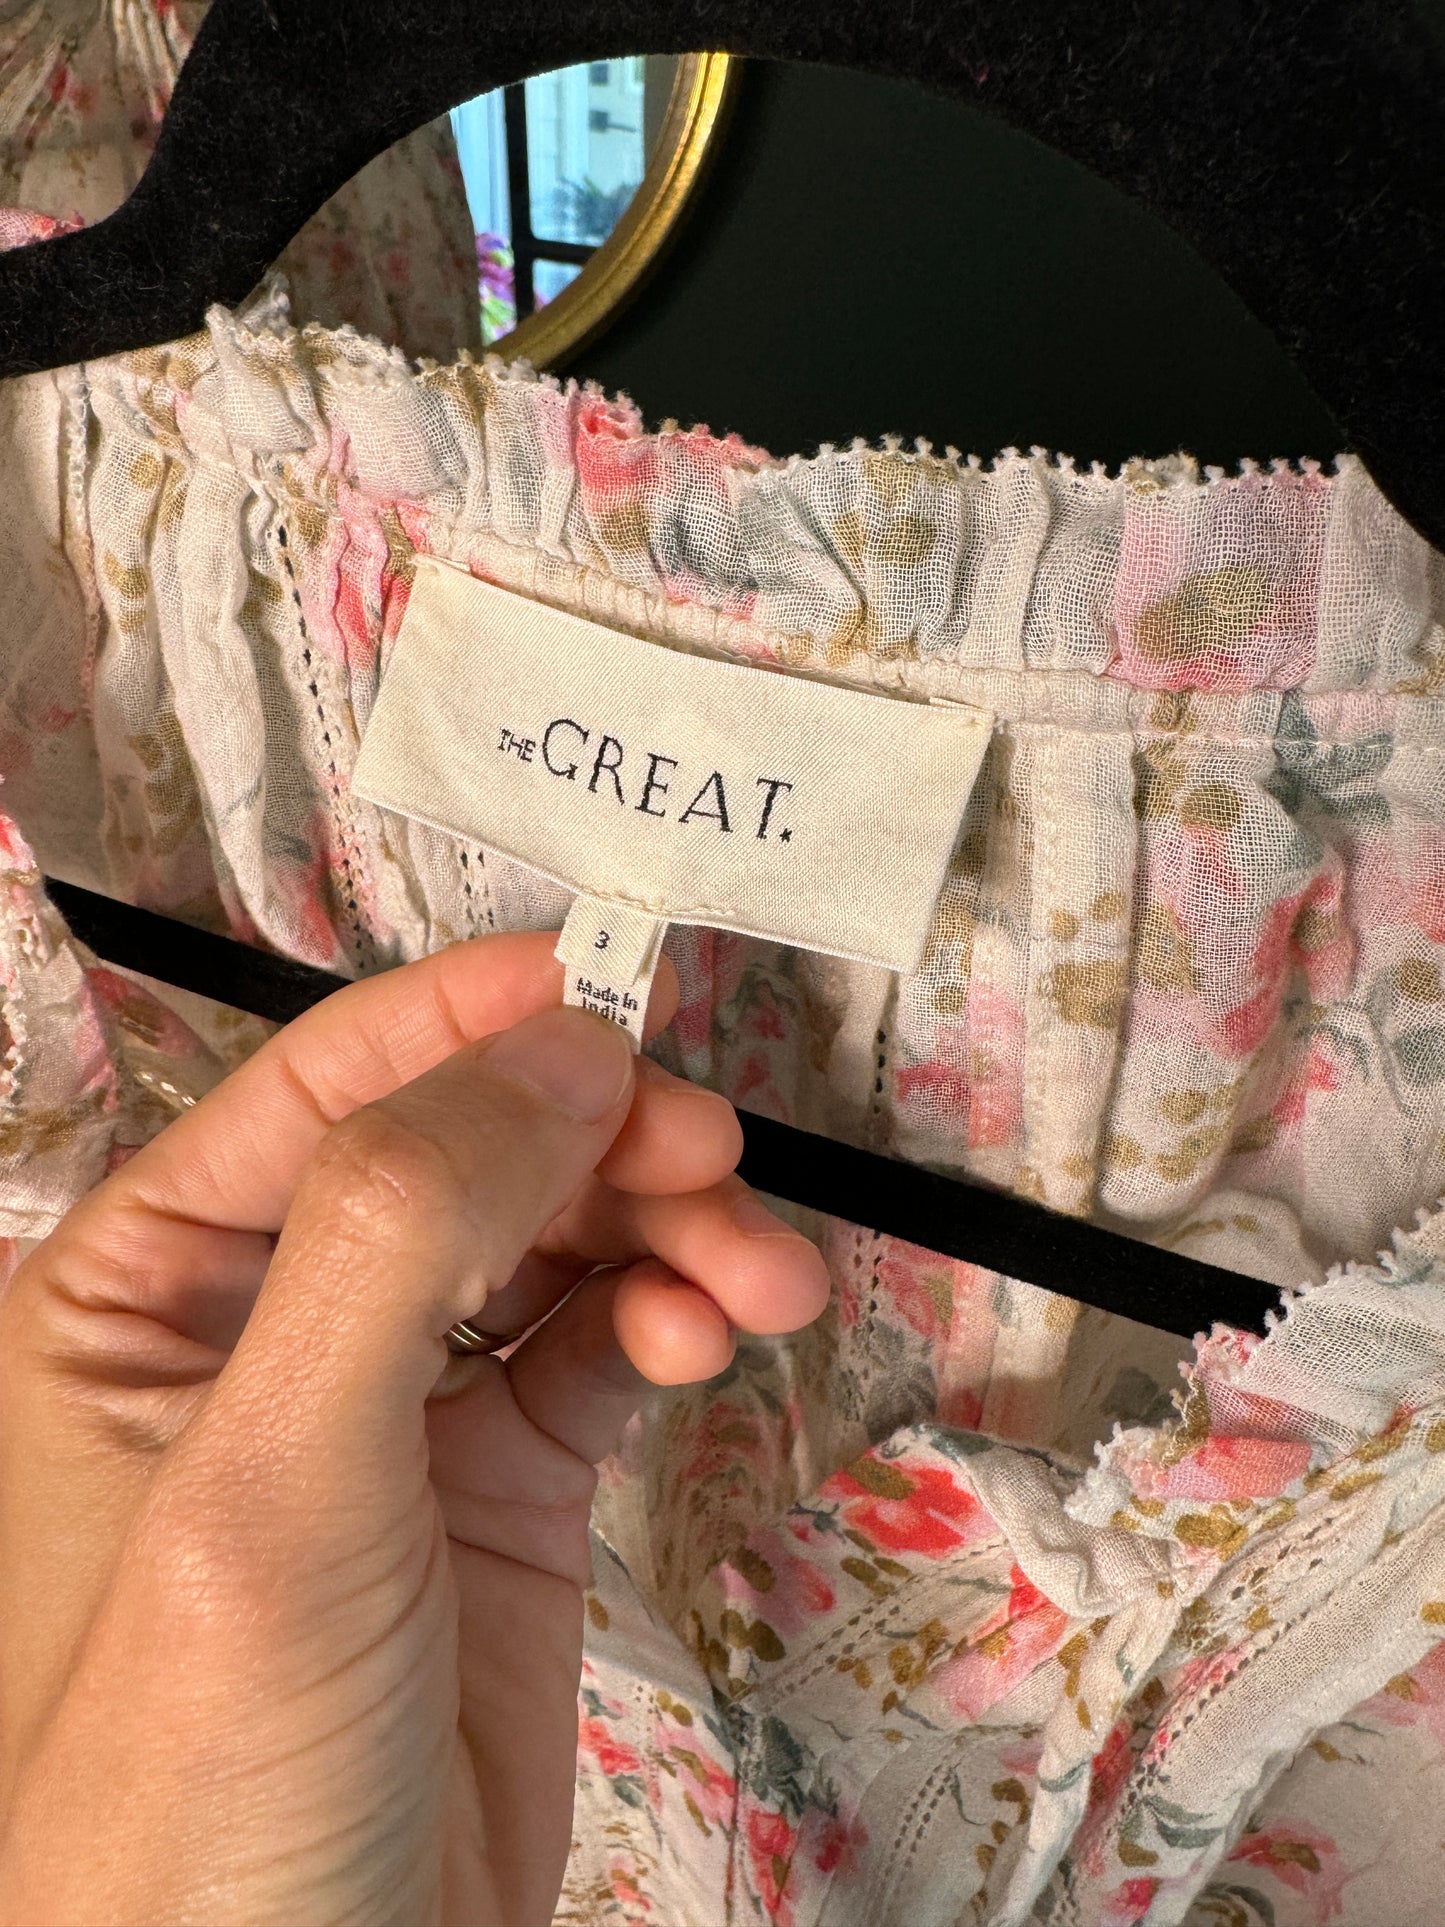 THE GREAT.
3
Made In
India